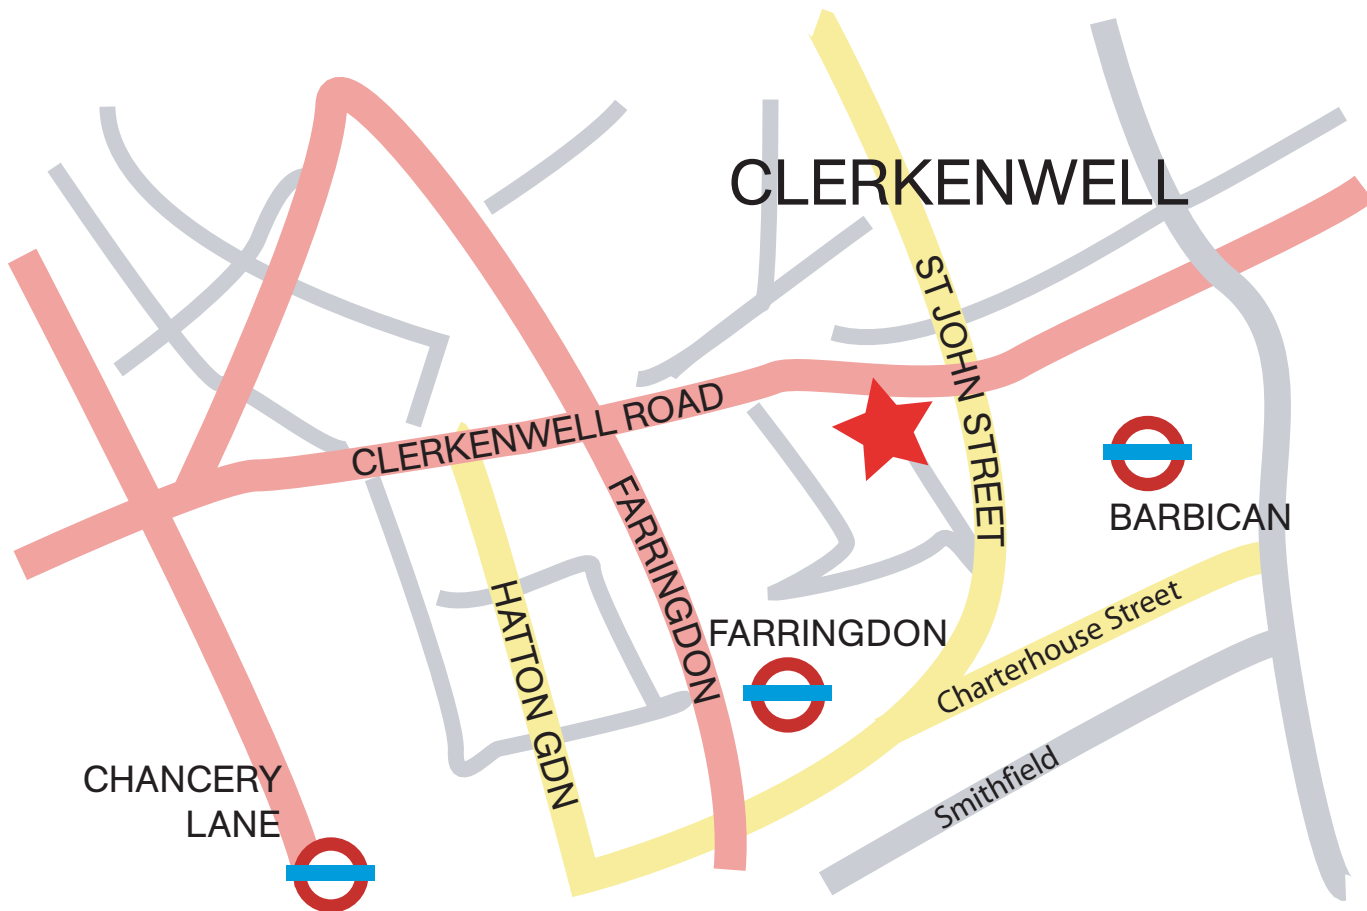 CLERKENWELL
ST JOHN STREET
CLERKENWELL ROAD
FARRINGDON
HATTON GDN
BARBICAN
FARRINGDON
Charterhouse Street
Smithfield
CHANCERY
LANE